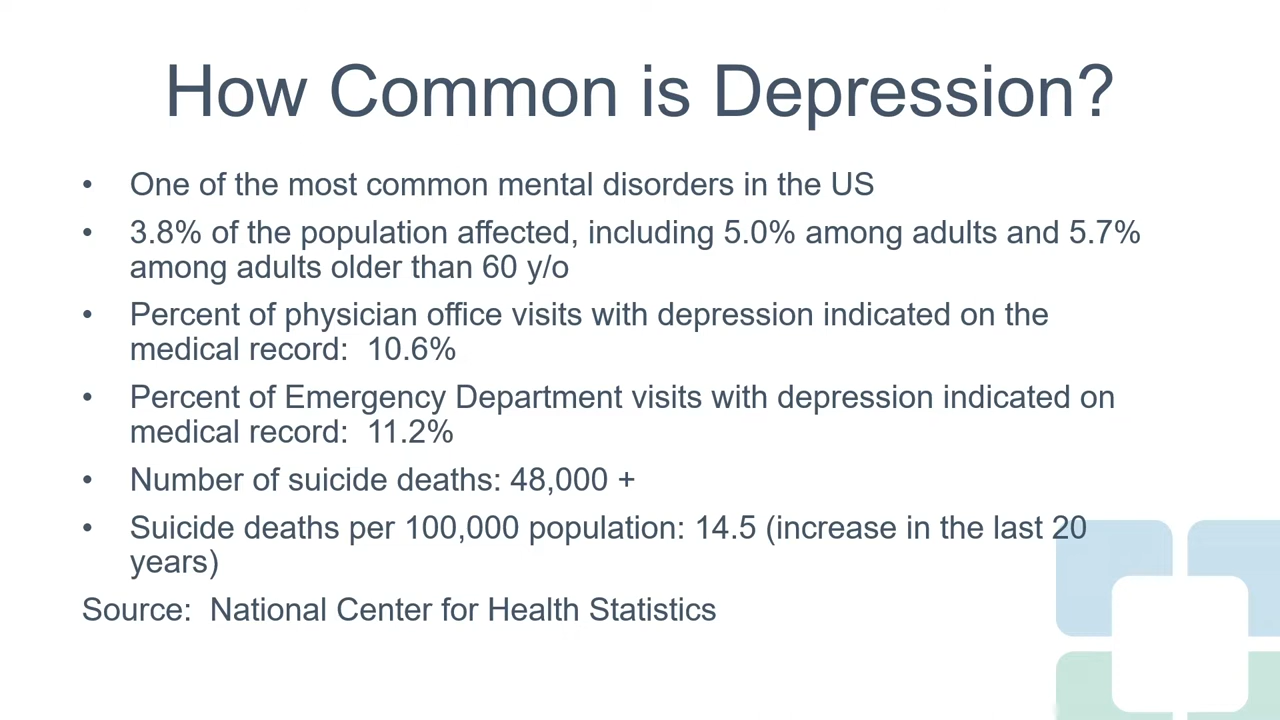 How Common is Depression?
• One of the most common mental disorders in the US
• 3.8% of the population affected, including 5.0% among adults and 5.7%
among adults older than 60 y/o
• Percent of physician office visits with depression indicated on the
medical record:  10.6%
• Percent of Emergency Department visits with depression indicated on
medical record:  11.2%
• Number of suicide deaths: 48,000 +
• Suicide deaths per 100,000 population: 14.5 (increase in the last 20
years)
Source:  National Center for Health Statistics